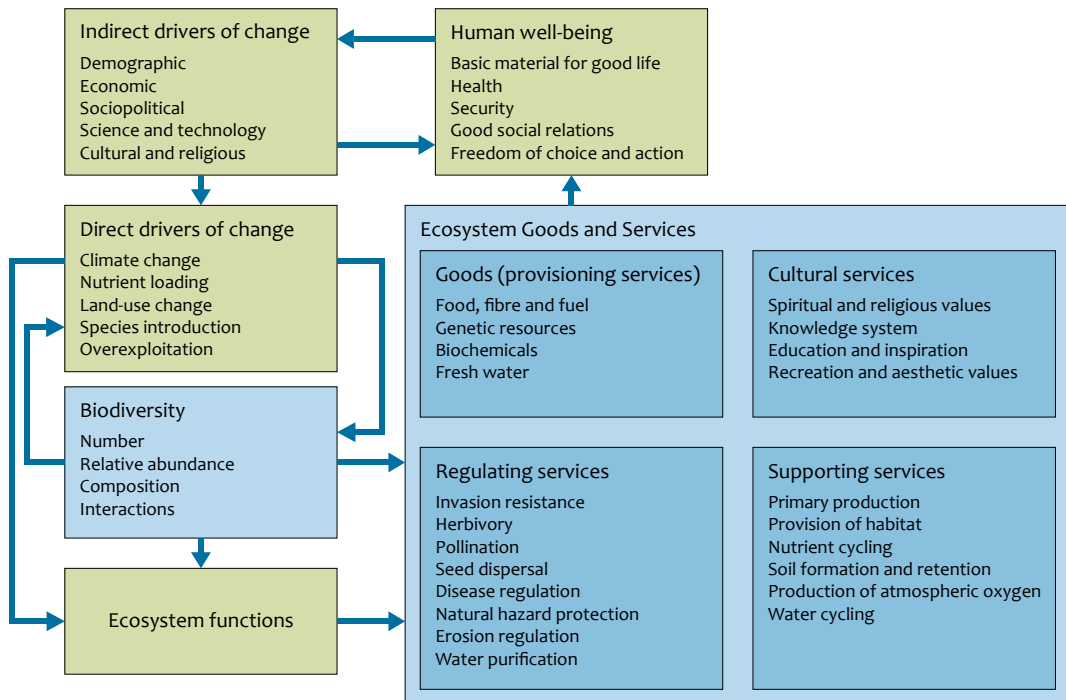 Indirect drivers of change
Demographic
Economic
Sociopolitical
Science and technology
Cultural and religious
Human well-being
Basic material for good life
Health
Security
Good social relations
Freedom of choice and action
Direct drivers of change
Climate change
Nutrient loading
Land-use change
Species introduction
Overexploitation
Biodiversity
Number
Relative abundance
Composition
Interactions
Ecosystem functions
Ecosystem Goods and Services
Goods (provisioning services)
Food, fibre and fuel
Genetic resources
Biochemicals
Fresh water
Cultural services
Spiritual and religious values
Knowledge system
Education and inspiration
Recreation and aesthetic values
Regulating services
Invasion resistance
Herbivory
Pollination
Seed dispersal
Disease regulation
Natural hazard protection
Erosion regulation
Water purification
Supporting services
Primary production
Provision of habitat
Nutrient cycling
Soil formation and retention
Production of atmospheric oxygen
Water cycling